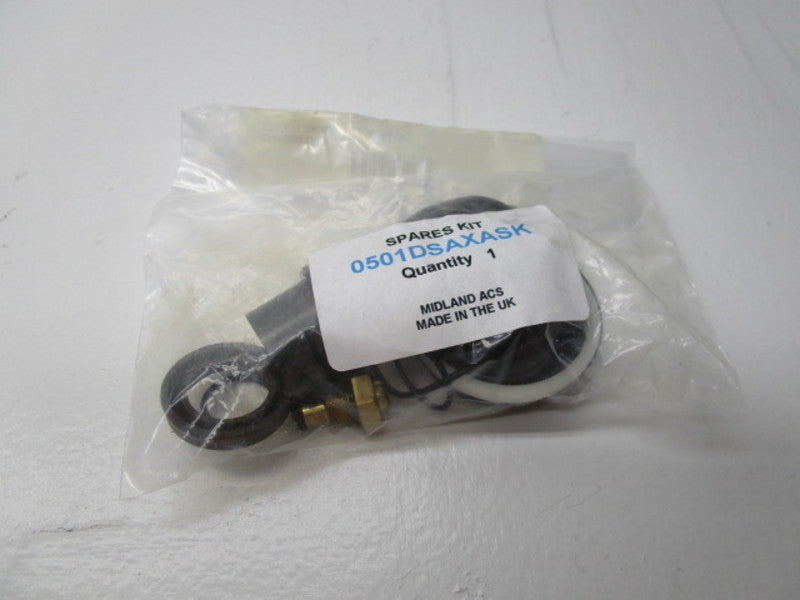 SPARES KIT
0501DSAXASK
Quantity 1
MIDLAND ACS
MADE IN THE UK